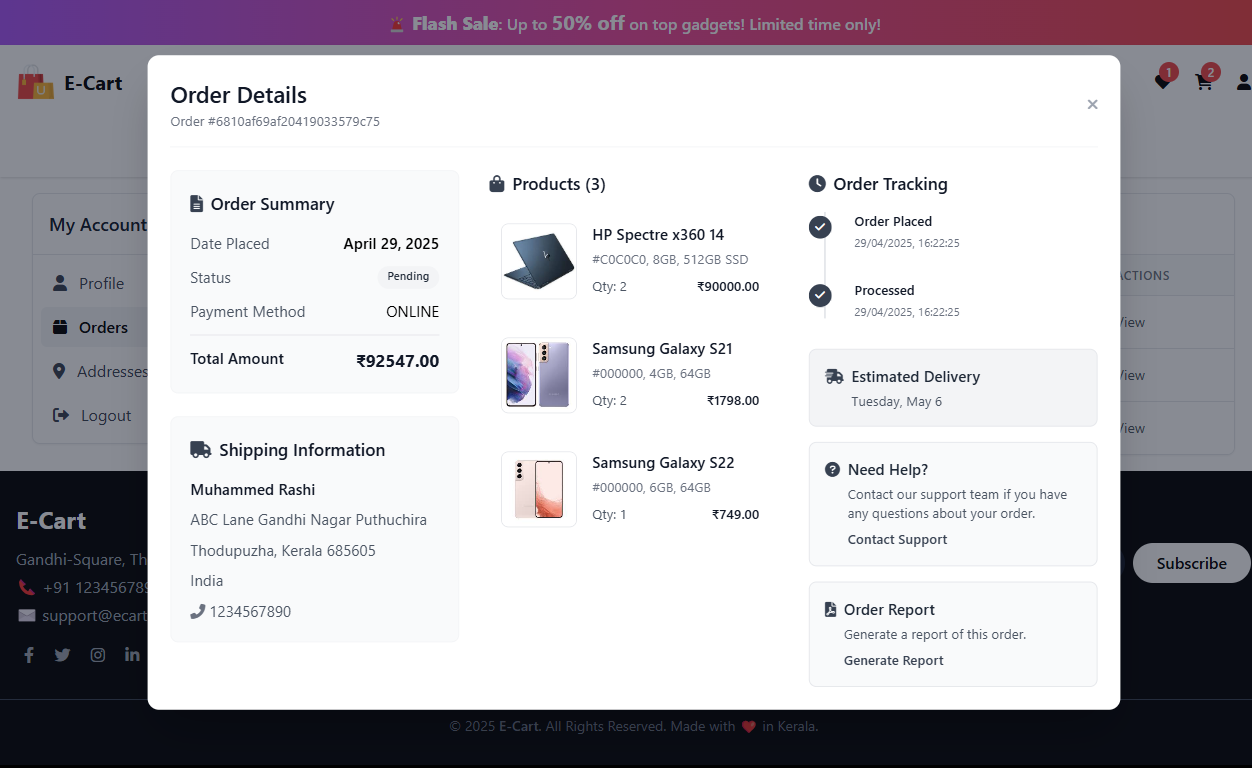 🚨 Flash Sale: Up to 50% off on top gadgets! Limited time only!
E-Cart
1
2
My Account
Profile
Orders
Addresses
Logout
View
View
View
Order Details
Order #6810af69af20419033579c75
×
Order Summary
Date Placed April 29, 2025
Status Pending
Payment Method ONLINE
Total Amount ₹92547.00
Shipping Information
Muhammed Rashi
ABC Lane Gandhi Nagar Puthuchira
Thodupuzha, Kerala 685605
India
1234567890
Products (3)
HP Spectre x360 14
#C0C0C0, 8GB, 512GB SSD
Qty: 2 ₹90000.00
Samsung Galaxy S21
#000000, 4GB, 64GB
Qty: 2 ₹1798.00
Samsung Galaxy S22
#000000, 6GB, 64GB
Qty: 1 ₹749.00
Order Tracking
Order Placed
29/04/2025, 16:22:25
Processed
29/04/2025, 16:22:25
Estimated Delivery
Tuesday, May 6
Need Help?
Contact our support team if you have
any questions about your order.
Contact Support
Order Report
Generate a report of this order.
Generate Report
E-Cart
Gandhi-Square, Th
📞 +91 123456789
✉️ support@ecart
Subscribe
© 2025 E-Cart. All Rights Reserved. Made with ❤️ in Kerala.